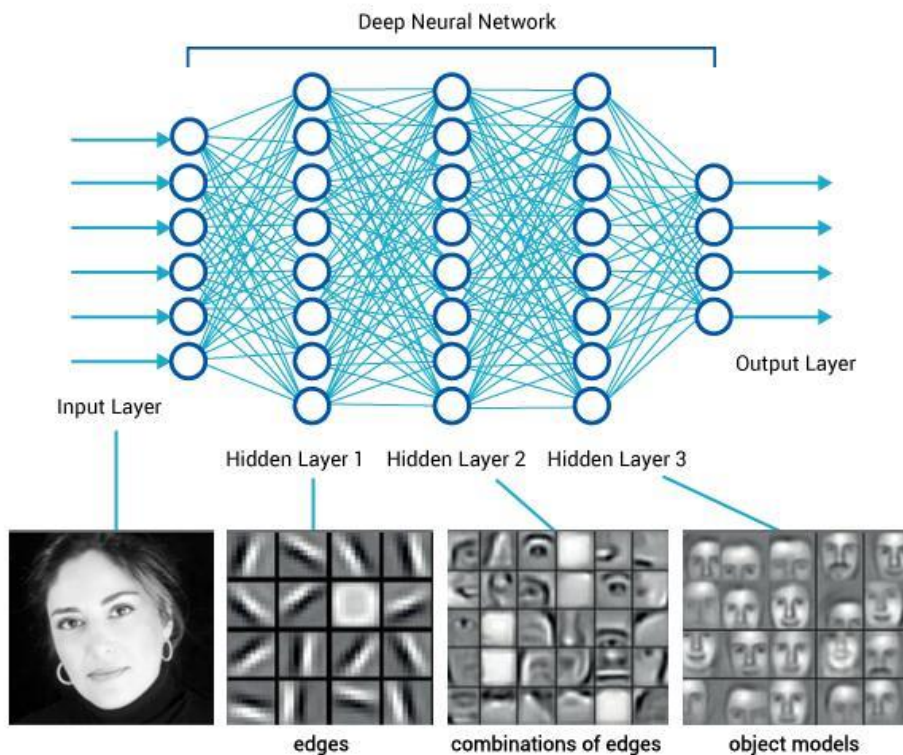 Deep Neural Network
Output Layer
Input Layer
Hidden Layer 1 Hidden Layer 2 Hidden Layer 3
edges combinations of edges object models